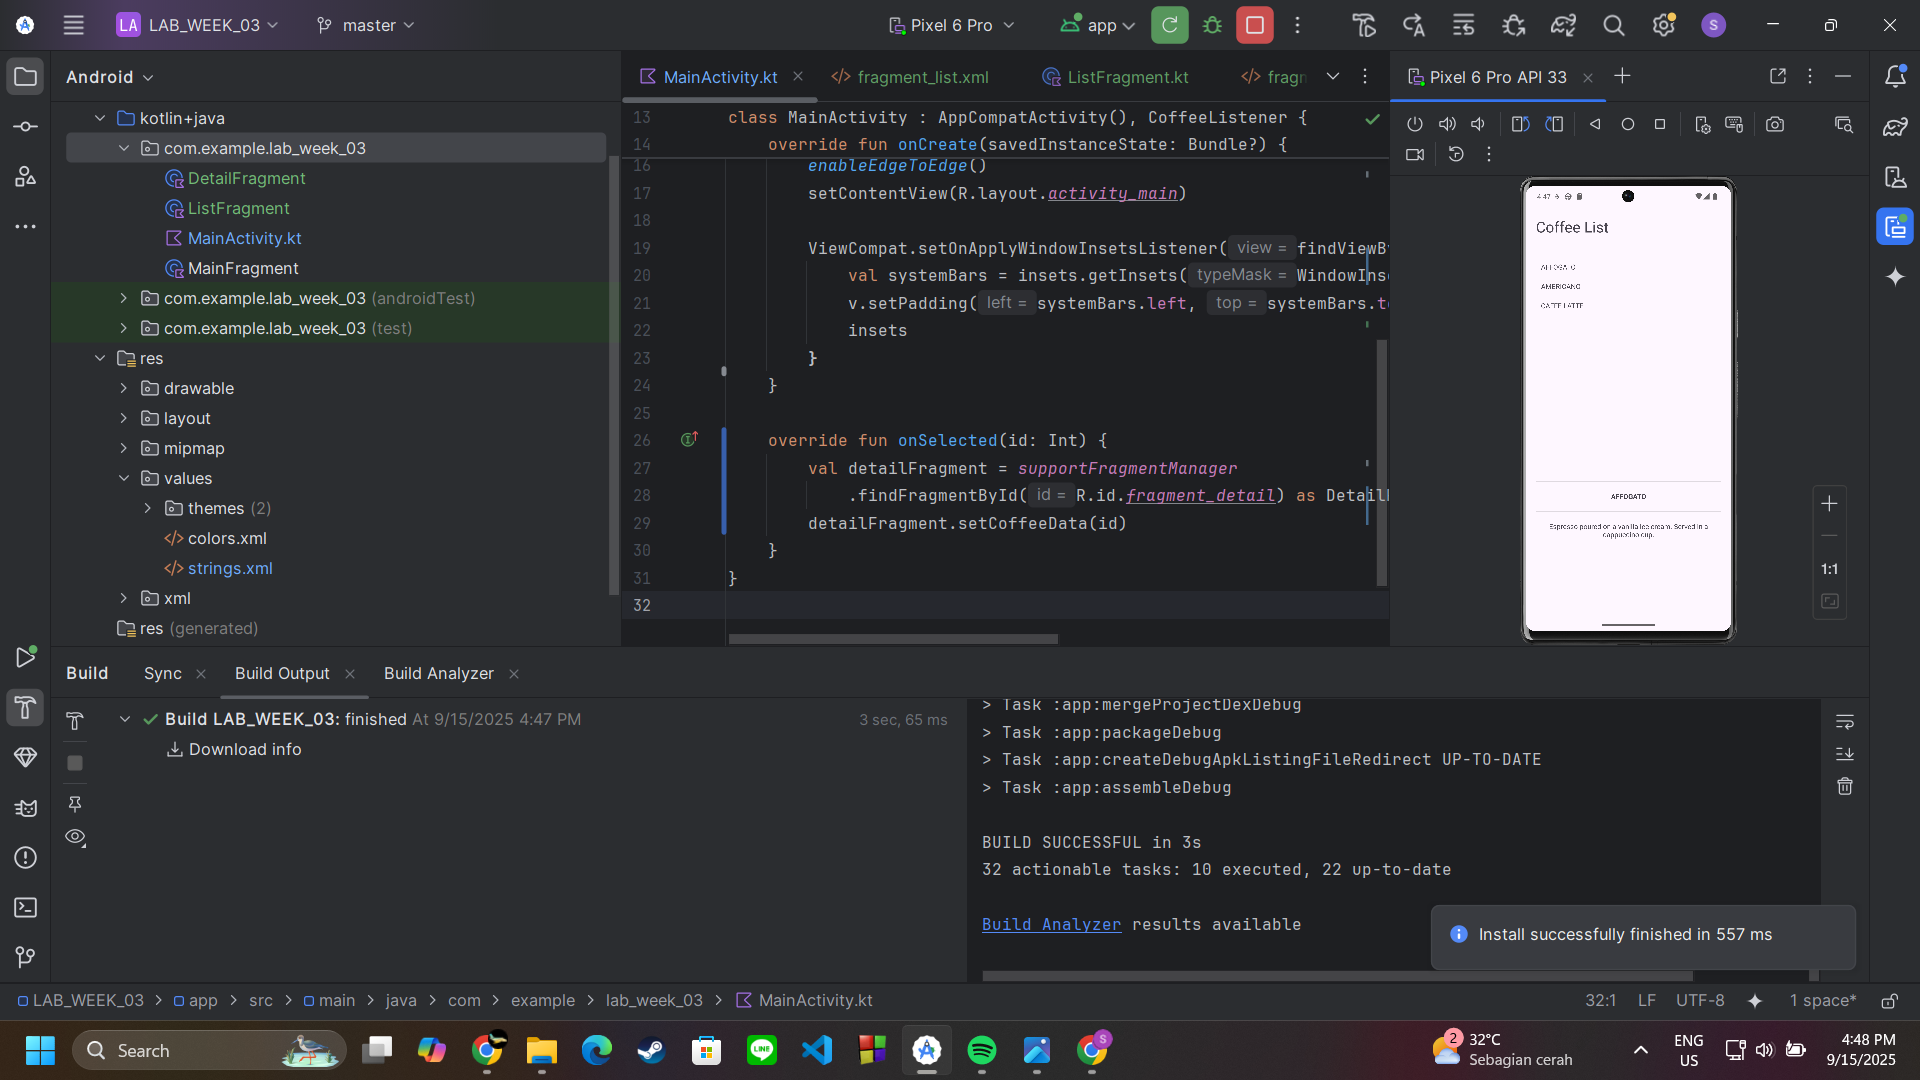 LA LAB_WEEK_03 master Pixel 6 Pro app S
Android
kotlin+java
com.example.lab_week_03
DetailFragment
ListFragment
MainActivity.kt
MainFragment
com.example.lab_week_03 (androidTest)
com.example.lab_week_03 (test)
res
drawable
layout
mipmap
values
themes (2)
colors.xml
strings.xml
xml
res (generated)
MainActivity.kt fragment_list.xml ListFragment.kt fragn
13 class MainActivity : AppCompatActivity(), CoffeeListener {
14 override fun onCreate(savedInstanceState: Bundle?) {
16 enableEdgeToEdge()
17 setContentView(R.layout.activity_main)
18
19 ViewCompat.setOnApplyWindowInsetsListener( view = findViewBy
20 val systemBars = insets.getInsets( typeMask = WindowInse
21 v.setPadding( left = systemBars.left, top = systemBars.to
22 insets
23 }
24 }
25
26 override fun onSelected(id: Int) {
27 val detailFragment = supportFragmentManager
28 .findFragmentById( id = R.id.fragment_detail) as Detail
29 detailFragment.setCoffeeData(id)
30 }
31 }
32
Pixel 6 Pro API 33
4:47
Coffee List
AFFOGATO
AMERICANO
CAFFE LATTE
AFFOGATO
Espresso poured on a vanilla ice cream. Served in a
cappuccino cup.
1:1
Build Sync Build Output Build Analyzer
Build LAB_WEEK_03: finished At 9/15/2025 4:47 PM 3 sec, 65 ms
Download info
> Task :app:mergeProjectDexDebug
> Task :app:packageDebug
> Task :app:createDebugApkListingFileRedirect UP-TO-DATE
> Task :app:assembleDebug
BUILD SUCCESSFUL in 3s
32 actionable tasks: 10 executed, 22 up-to-date
Build Analyzer results available
Install successfully finished in 557 ms
LAB_WEEK_03 > app > src > main > java > com > example > lab_week_03 > MainActivity.kt
32:1 LF UTF-8 1 space*
Search
LINE
S
2
32°C
Sebagian cerah
ENG
US
4:48 PM
9/15/2025